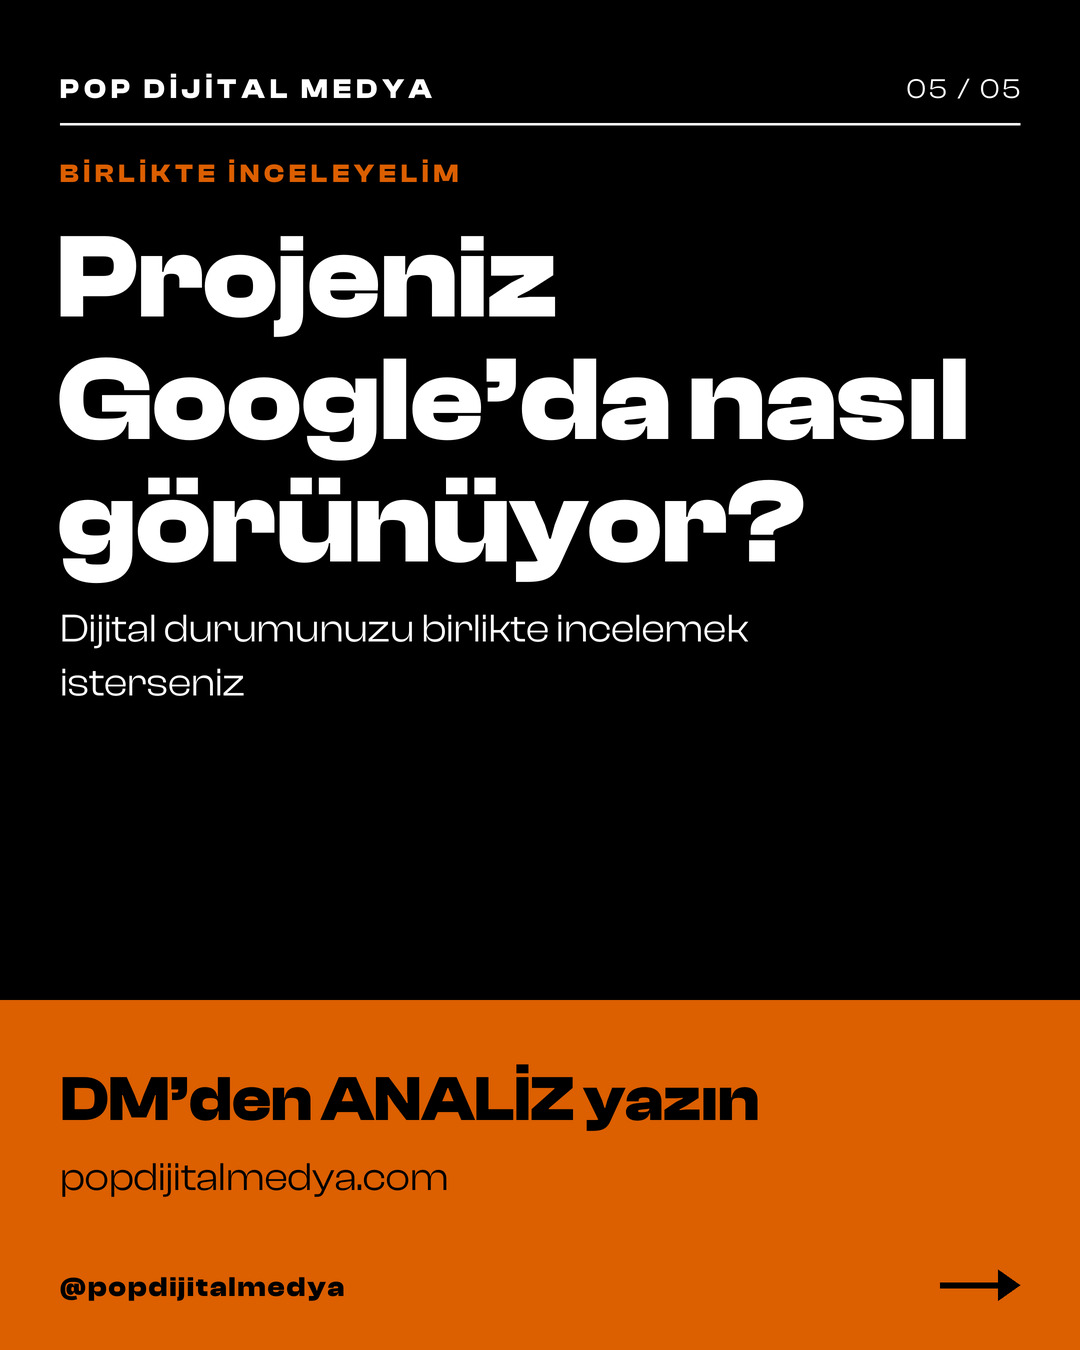 POP DİJİTAL MEDYA
05 / 05
BİRLİKTE İNCELEYELİM
Projeniz
Google’da nasıl
görünüyor?
Dijital durumunuzu birlikte incelemek
isterseniz
DM’den ANALİZ yazın
popdijitalmedya.com
@popdijitalmedya